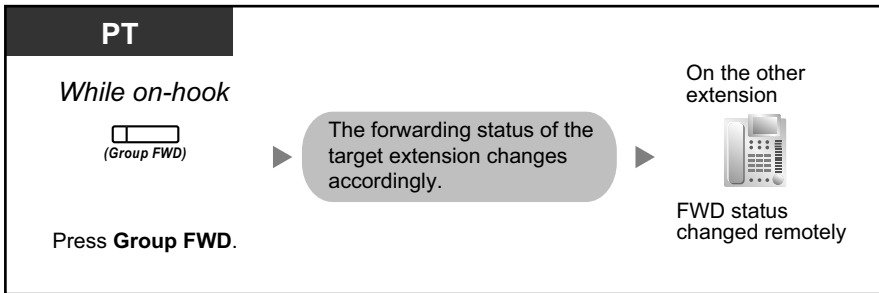 PT
While on-hook
(Group FWD)
Press Group FWD.
The forwarding status of the
target extension changes
accordingly.
On the other
extension
FWD status
changed remotely